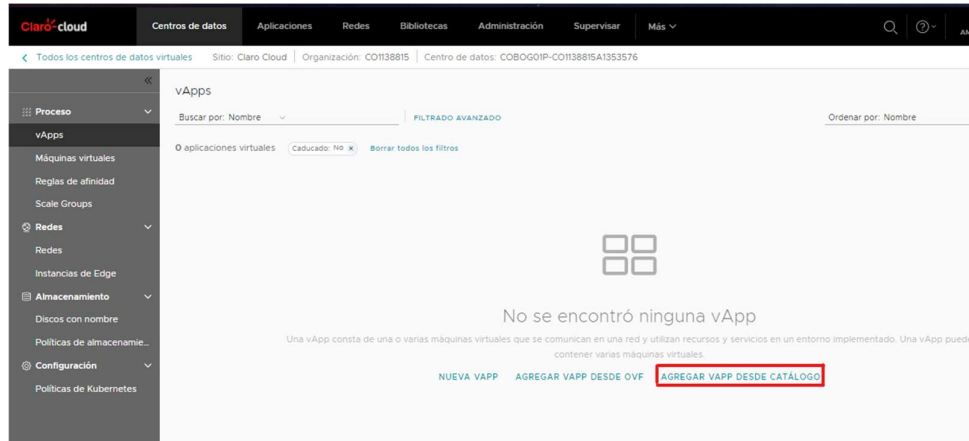 Claro-cloud
Centros de datos Aplicaciones Redes Bibliotecas Administración Supervisar Más
Todos los centros de datos virtuales Sitio: Claro Cloud Organización: CO1138815 Centro de datos: COBOG01P-CO1138815A1353576
vApps
Proceso
Buscar por: Nombre FILTRADO AVANZADO Ordenar por: Nombre
vApps
0 aplicaciones virtuales Caducado: No x Borrar todos los filtros
Máquinas virtuales
Reglas de afinidad
Scale Groups
Redes
Redes
Instancias de Edge
Almacenamiento
No se encontró ninguna vApp
Discos con nombre
Políticas de almacenamie...
Una vApp consta de una o varias máquinas virtuales que se comunican en una red y utilizan recursos y servicios en un entorno implementado. Una vApp pued
contener varias máquinas virtuales.
Configuración
NUEVA VAPP AGREGAR VAPP DESDE OVF AGREGAR VAPP DESDE CATÁLOGO
Políticas de Kubernetes